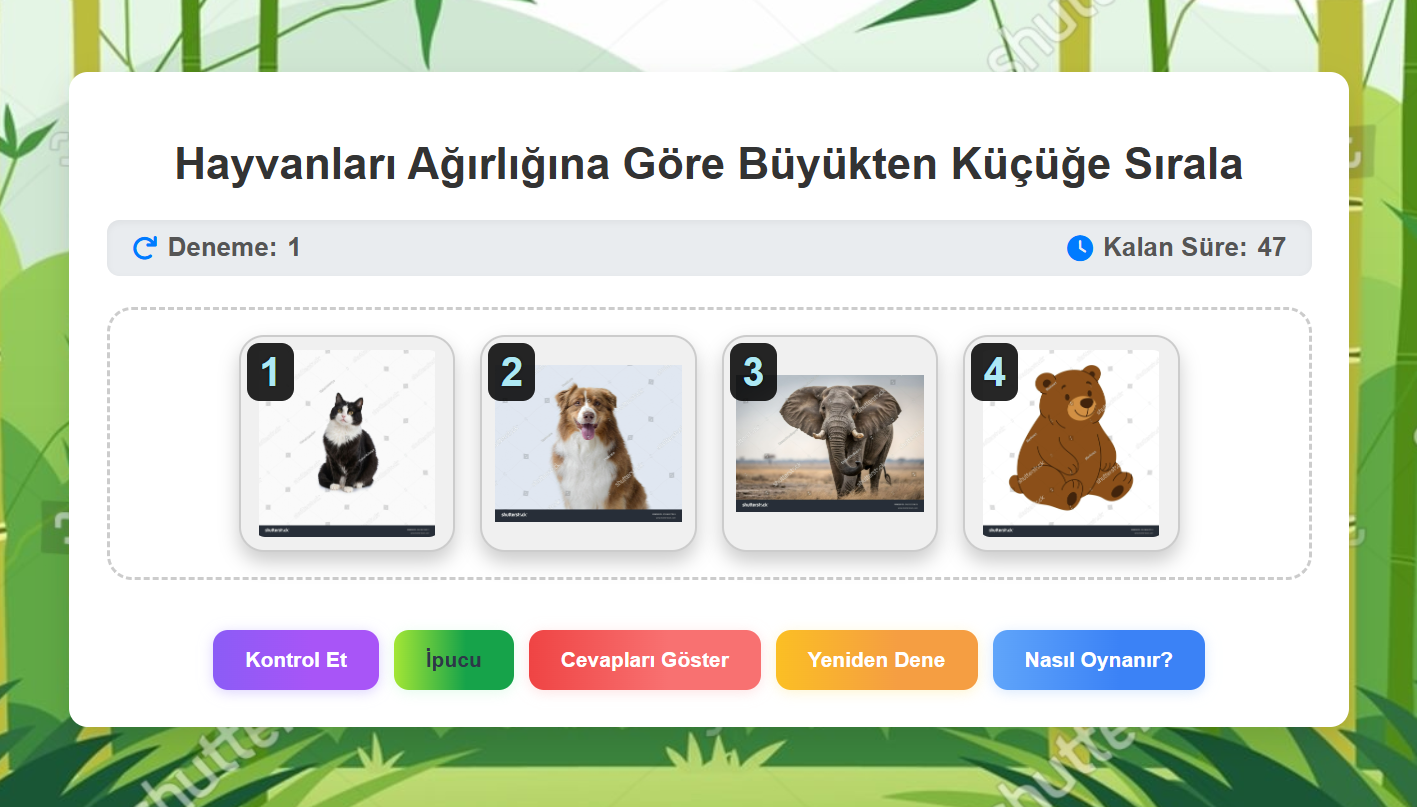 Hayvanları Ağırlığına Göre Büyükten Küçüğe Sırala
Deneme: 1
Kalan Süre: 47
1
2
3
4
shutterstock
shutterstock
shutterstock
shutterstock
Kontrol Et
İpucu
Cevapları Göster
Yeniden Dene
Nasıl Oynanır?